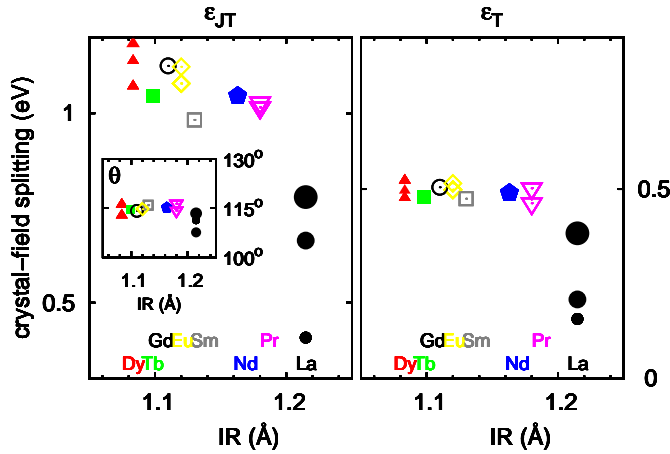 ε_JT ε_T
crystal–field splitting (eV)
1
0.5
θ
130°
115°
100°
1.1 1.2
IR (Å)
Gd Eu Sm Pr
Dy Tb Nd La
1.1 1.2
IR (Å)
0.5
0
Gd Eu Sm Pr
Dy Tb Nd La
1.1 1.2
IR (Å)